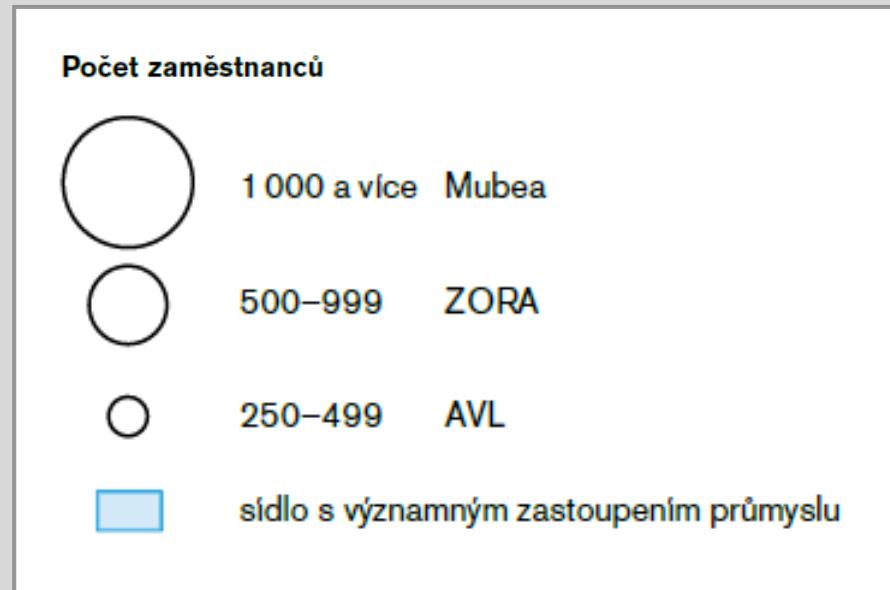 Počet zaměstnanců
1 000 a více Mubea
500–999 ZORA
250–499 AVL
sídlo s významným zastoupením průmyslu